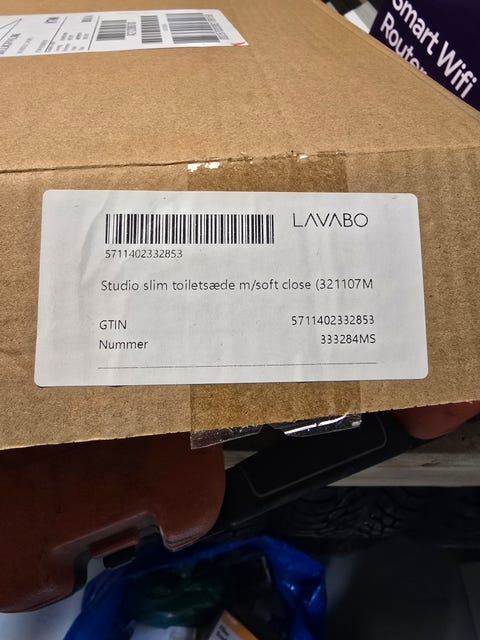 Smart Wifi
Router
LAVABO
5711402332853
Studio slim toiletsæde m/soft close (321107M
GTIN 5711402332853
Nummer 333284MS